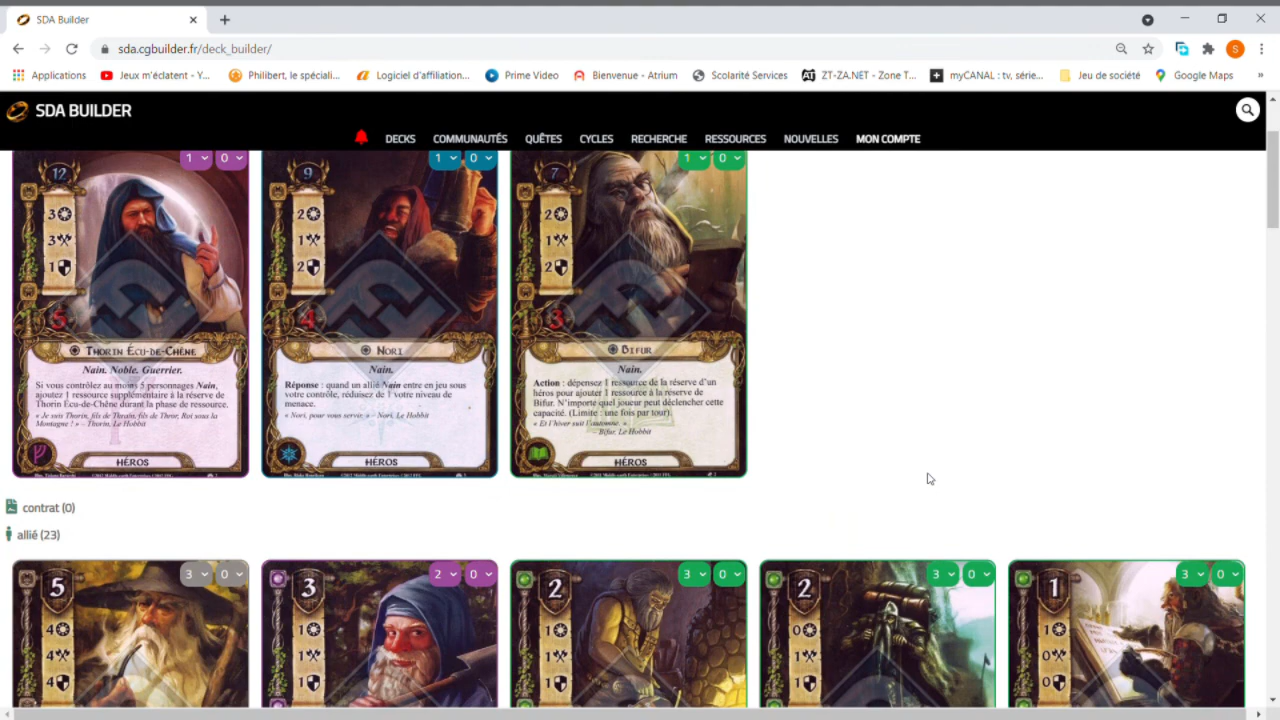 SDA Builder
sda.cgbuilder.fr/deck_builder/
S
Applications
Jeux m'éclatent - Y...
Philibert, le spéciali...
Logiciel d'affiliation...
Prime Video
Bienvenue - Atrium
Scolarité Services
ZT-ZA.NET - Zone T...
myCANAL : tv, série...
Jeu de société
Google Maps
»
SDA BUILDER
DECKS COMMUNAUTÉS QUÊTES CYCLES RECHERCHE RESSOURCES NOUVELLES MON COMPTE
1 0
12
3
3
1
5
THORIN ÉCU-DE-CHÊNE
Nain. Noble. Guerrier.
Si vous contrôlez au moins 5 personnages Nain,
ajoutez 1 ressource supplémentaire à la réserve de
Thorin Écu-de-Chêne durant la phase de ressource.
« Je suis Thorin, fils de Thrain, fils de Thror, Roi sous la
Montagne ! » – Thorin, Le Hobbit
HÉROS
1 0
9
2
1
2
4
NORI
Nain.
Réponse : quand un allié Nain entre en jeu sous
votre contrôle, réduisez de 1 votre niveau de
menace.
« Nori, pour vous servir. » – Nori, Le Hobbit
HÉROS
1 0
7
2
1
2
3
BIFUR
Nain.
Action : dépensez 1 ressource de la réserve d'un
héros pour ajouter 1 ressource à la réserve de
Bifur. N'importe quel joueur peut déclencher cette
capacité. (Limite : une fois par tour).
« Et l'hiver suit l'automne. »
– Bifur, Le Hobbit
HÉROS
contrat (0)
allié (23)
3 0
5
4
4
4
2 0
3
1
1
1
3 0
2
1
1
1
3 0
2
0
1
1
3 0
1
1
0
0